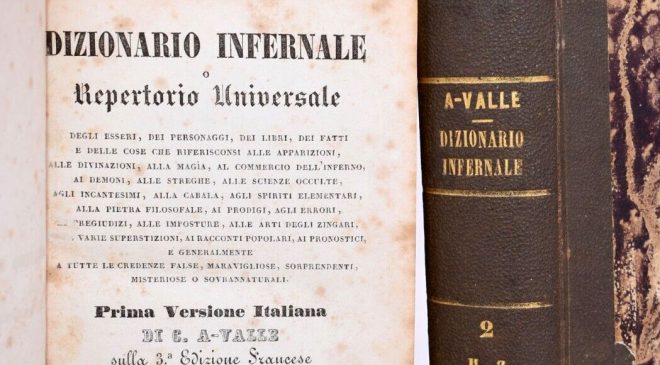 DIZIONARIO INFERNALE
O
Repertorio Universale
DEGLI ESSERI, DEI PERSONAGGI, DEI LIBRI, DEI FATTI
E DELLE COSE CHE RIFERISCONSI ALLE APPARIZIONI,
ALLE DIVINAZIONI, ALLA MAGIA, AL COMMERCIO DELL'INFERNO,
AI DEMONI, ALLE STREGHE, ALLE SCIENZE OCCULTE,
AGLI INCANTESIMI, ALLA CABALA, AGLI SPIRITI ELEMENTARI,
ALLA PIETRA FILOSOFALE, AI PRODIGI, AGLI ERRORI,
PREGIUDIZI, ALLE IMPOSTURE, ALLE ARTI DEGLI ZINGARI,
VARIE SUPERSTIZIONI, AI RACCONTI POPOLARI, AI PRONOSTICI,
E GENERALMENTE
A TUTTE LE CREDENZE FALSE, MARAVIGLIOSE, SORPRENDENTI,
MISTERIOSE O SOVRANNATURALI.
Prima Versione Italiana
DI C. A-VALLE
sulla 3.ª Edizione Francese
A-VALLE
DIZIONARIO
INFERNALE
2